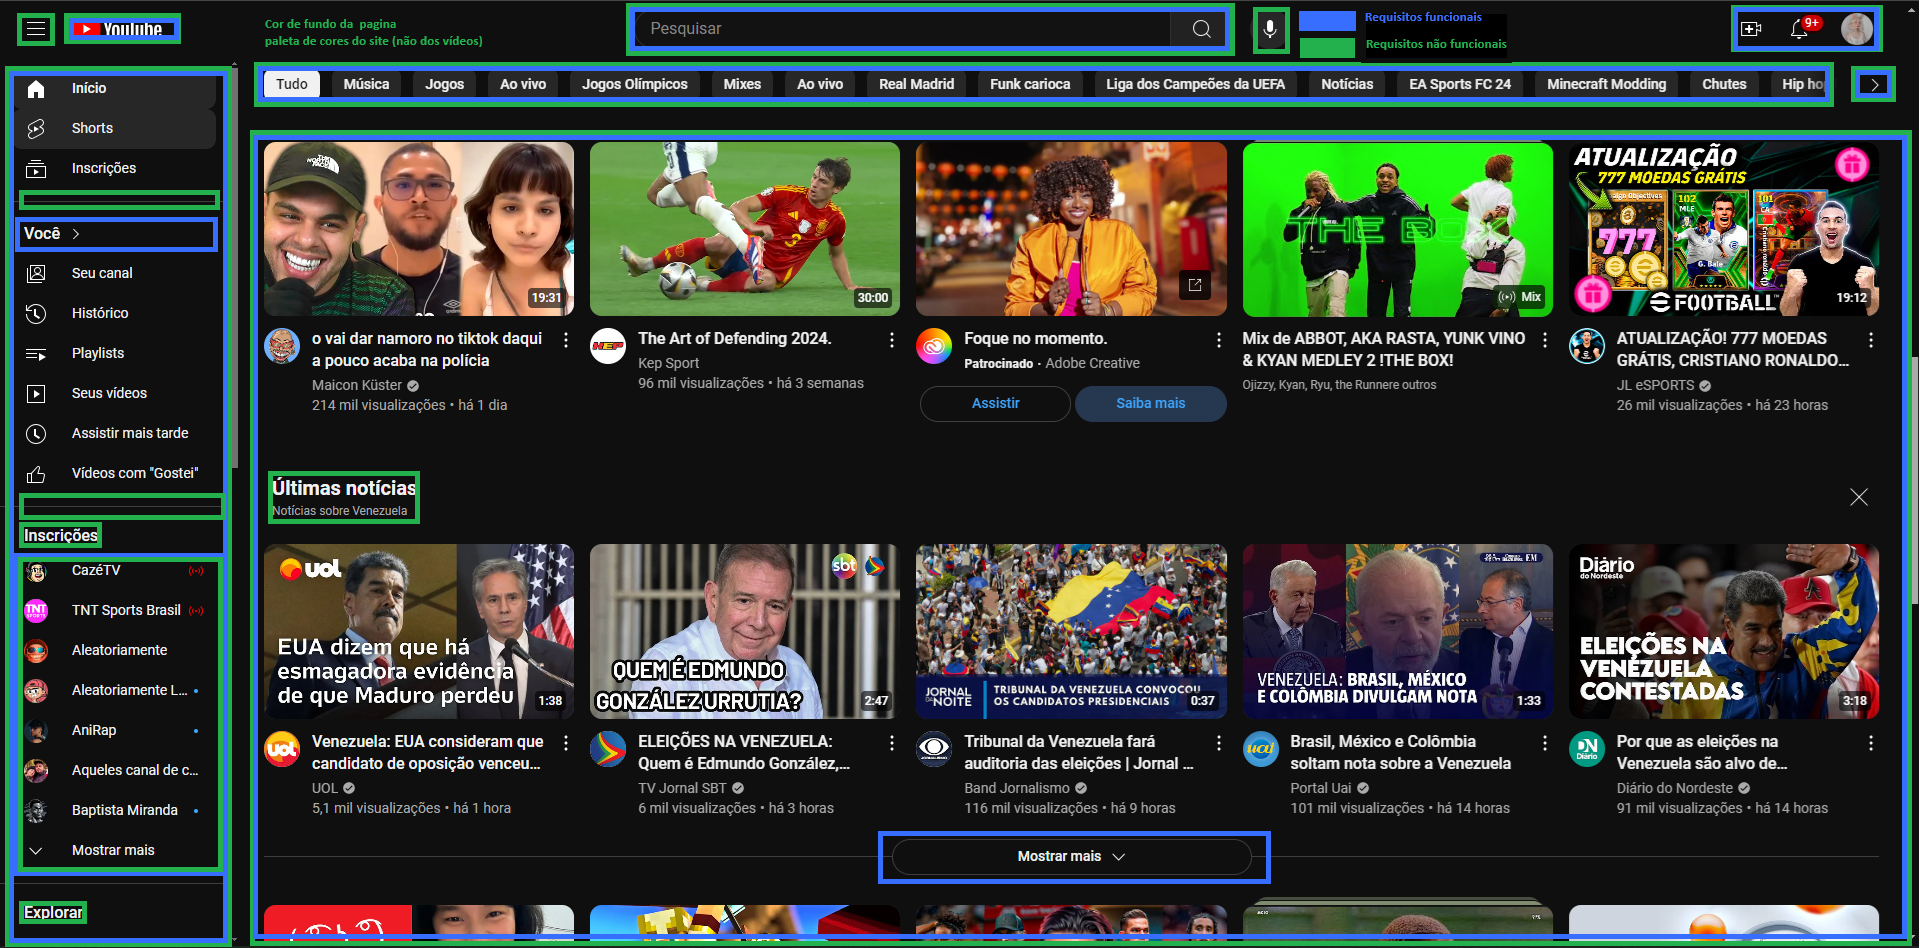 YouTube
Cor de fundo da pagina
paleta de cores do site (não dos vídeos)
Pesquisar
Requisitos funcionais
Requisitos não funcionais
9+
Tudo
Música
Jogos
Ao vivo
Jogos Olímpicos
Mixes
Ao vivo
Real Madrid
Funk carioca
Liga dos Campeões da UEFA
Notícias
EA Sports FC 24
Minecraft Modding
Chutes
Hip hop
Início
Shorts
Inscrições
Você
Seu canal
Histórico
Playlists
Seus vídeos
Assistir mais tarde
Vídeos com "Gostei"
Inscrições
CazéTV
TNT Sports Brasil
Aleatoriamente
Aleatoriamente L...
AniRap
Aqueles canal de c...
Baptista Miranda
Mostrar mais
Explorar
THE NORTH FACE
19:31
o vai dar namoro no tiktok daqui
a pouco acaba na polícia
Maicon Küster
214 mil visualizações • há 1 dia
30:00
HEP
The Art of Defending 2024.
Kep Sport
96 mil visualizações • há 3 semanas
Foque no momento.
Patrocinado · Adobe Creative
Assistir
Saiba mais
THE BOX
Mix
Mix de ABBOT, AKA RASTA, YUNK VINO
& KYAN MEDLEY 2 !THE BOX!
Ojizzy, Kyan, Ryu, the Runnere outros
ATUALIZAÇÃO
777 MOEDAS GRÁTIS
777
102
MLE
G. Bale
101
CA
eFOOTBALL™
19:12
ATUALIZAÇÃO! 777 MOEDAS
GRÁTIS, CRISTIANO RONALDO...
JL eSPORTS
26 mil visualizações • há 23 horas
Últimas notícias
Notícias sobre Venezuela
UOL
EUA dizem que há
esmagadora evidência
de que Maduro perdeu
1:38
Venezuela: EUA consideram que
candidato de oposição venceu...
UOL
5,1 mil visualizações • há 1 hora
sbt
QUEM É EDMUNDO
GONZÁLEZ URRUTIA?
2:47
ELEIÇÕES NA VENEZUELA:
Quem é Edmundo González,...
TV Jornal SBT
6 mil visualizações • há 3 horas
JORNAL DA NOITE
TRIBUNAL DA VENEZUELA CONVOCOU
OS CANDIDATOS PRESIDENCIAIS
0:37
Tribunal da Venezuela fará
auditoria das eleições | Jornal ...
Band Jornalismo
116 mil visualizações • há 9 horas
EM
VENEZUELA: BRASIL, MÉXICO
E COLÔMBIA DIVULGAM NOTA
1:33
uai
Brasil, México e Colômbia
soltam nota sobre a Venezuela
Portal Uai
101 mil visualizações • há 14 horas
Diário
do Nordeste
ELEIÇÕES NA
VENEZUELA
CONTESTADAS
3:18
DN
Diário
Por que as eleições na
Venezuela são alvo de...
Diário do Nordeste
91 mil visualizações • há 14 horas
Mostrar mais